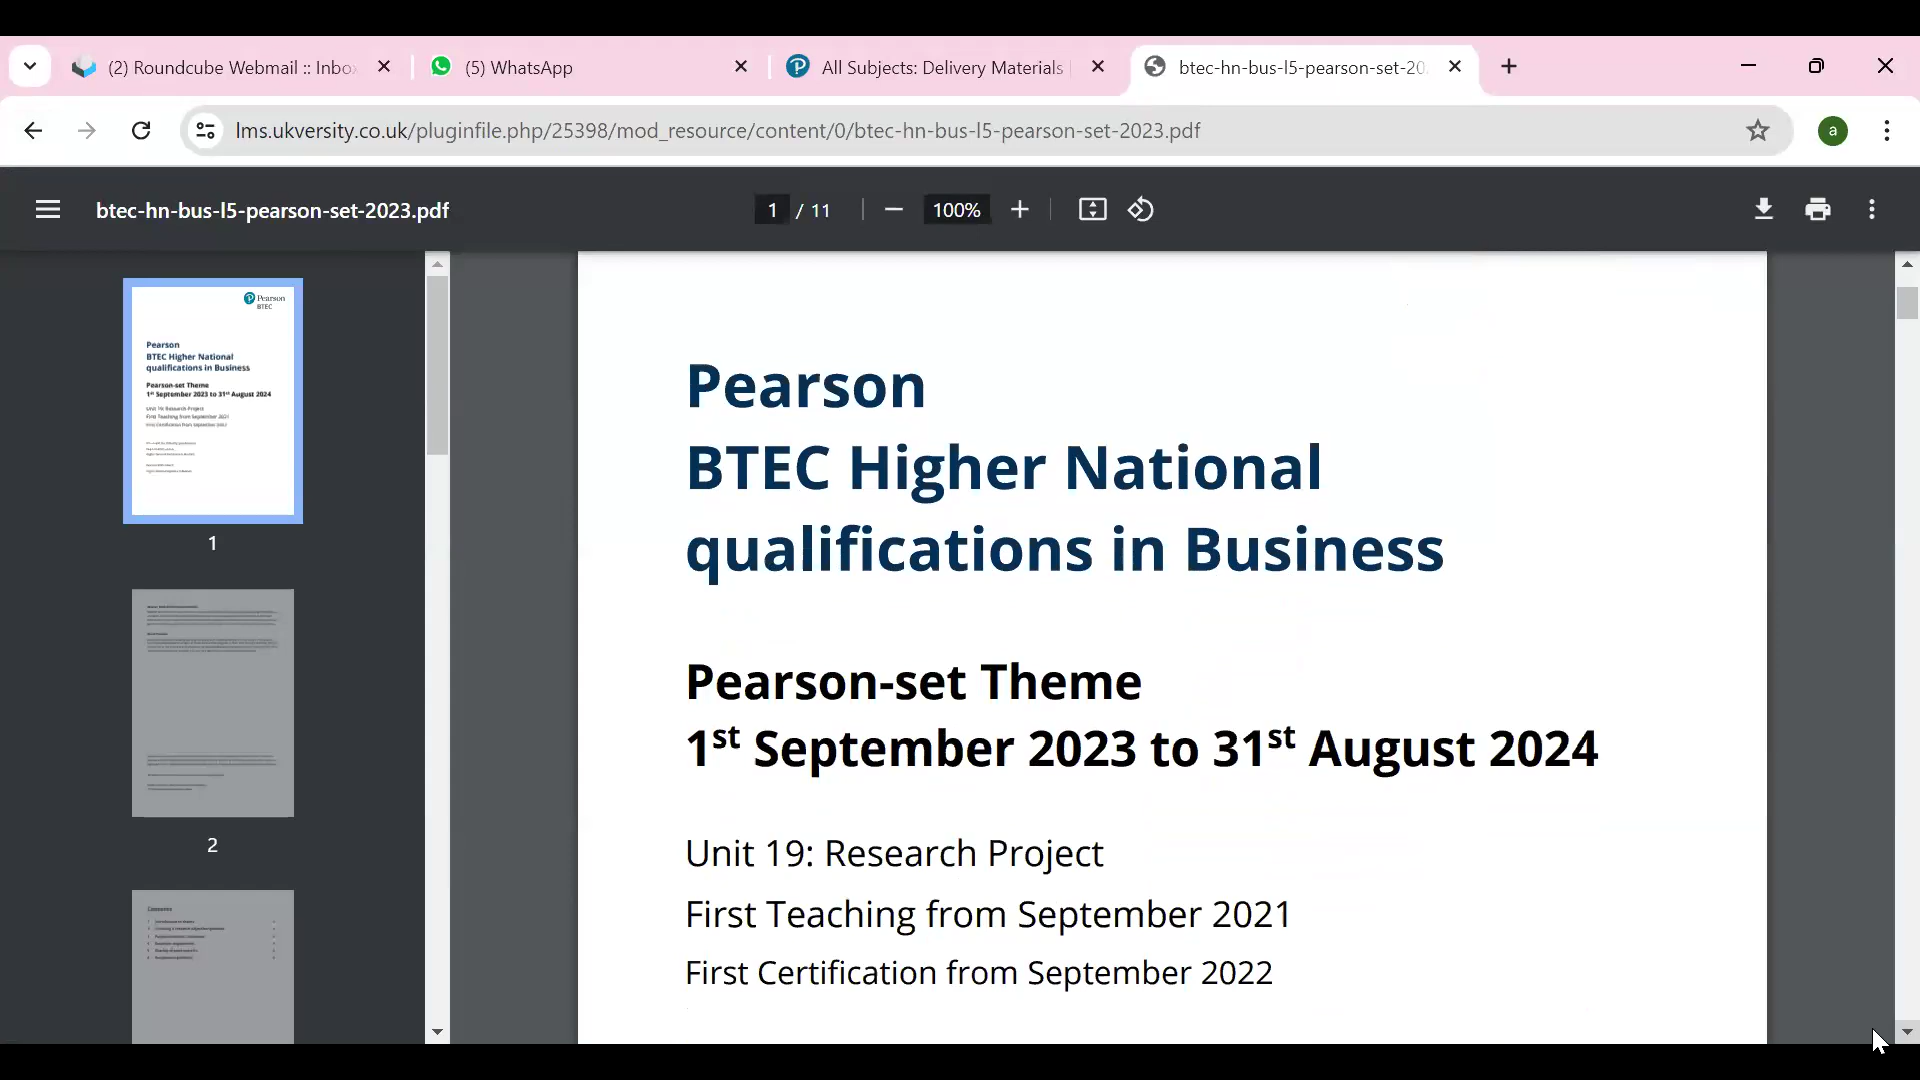 (2) Roundcube Webmail :: Inbo
(5) WhatsApp
All Subjects: Delivery Materials
btec-hn-bus-l5-pearson-set-20
lms.ukversity.co.uk/pluginfile.php/25398/mod_resource/content/0/btec-hn-bus-l5-pearson-set-2023.pdf
a
btec-hn-bus-l5-pearson-set-2023.pdf
1 / 11
100%
Pearson
BTEC
Pearson
BTEC Higher National
qualifications in Business
Pearson-set Theme
1st September 2023 to 31st August 2024
Unit 19: Research Project
First Teaching from September 2021
First Certification from September 2022
1
2
Contents
Pearson
BTEC Higher National
qualifications in Business
Pearson-set Theme
1st September 2023 to 31st August 2024
Unit 19: Research Project
First Teaching from September 2021
First Certification from September 2022